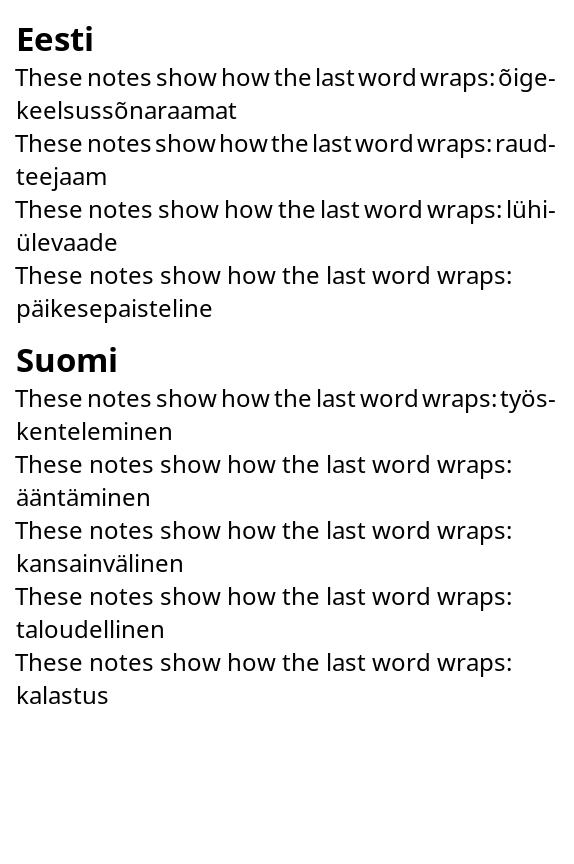 Eesti
These notes show how the last word wraps: õige-
keelsussõnaraamat
These notes show how the last word wraps: raud-
teejaam
These notes show how the last word wraps: lühi-
ülevaade
These notes show how the last word wraps:
päikesepaisteline
Suomi
These notes show how the last word wraps: työs-
kenteleminen
These notes show how the last word wraps:
ääntäminen
These notes show how the last word wraps:
kansainvälinen
These notes show how the last word wraps:
taloudellinen
These notes show how the last word wraps:
kalastus